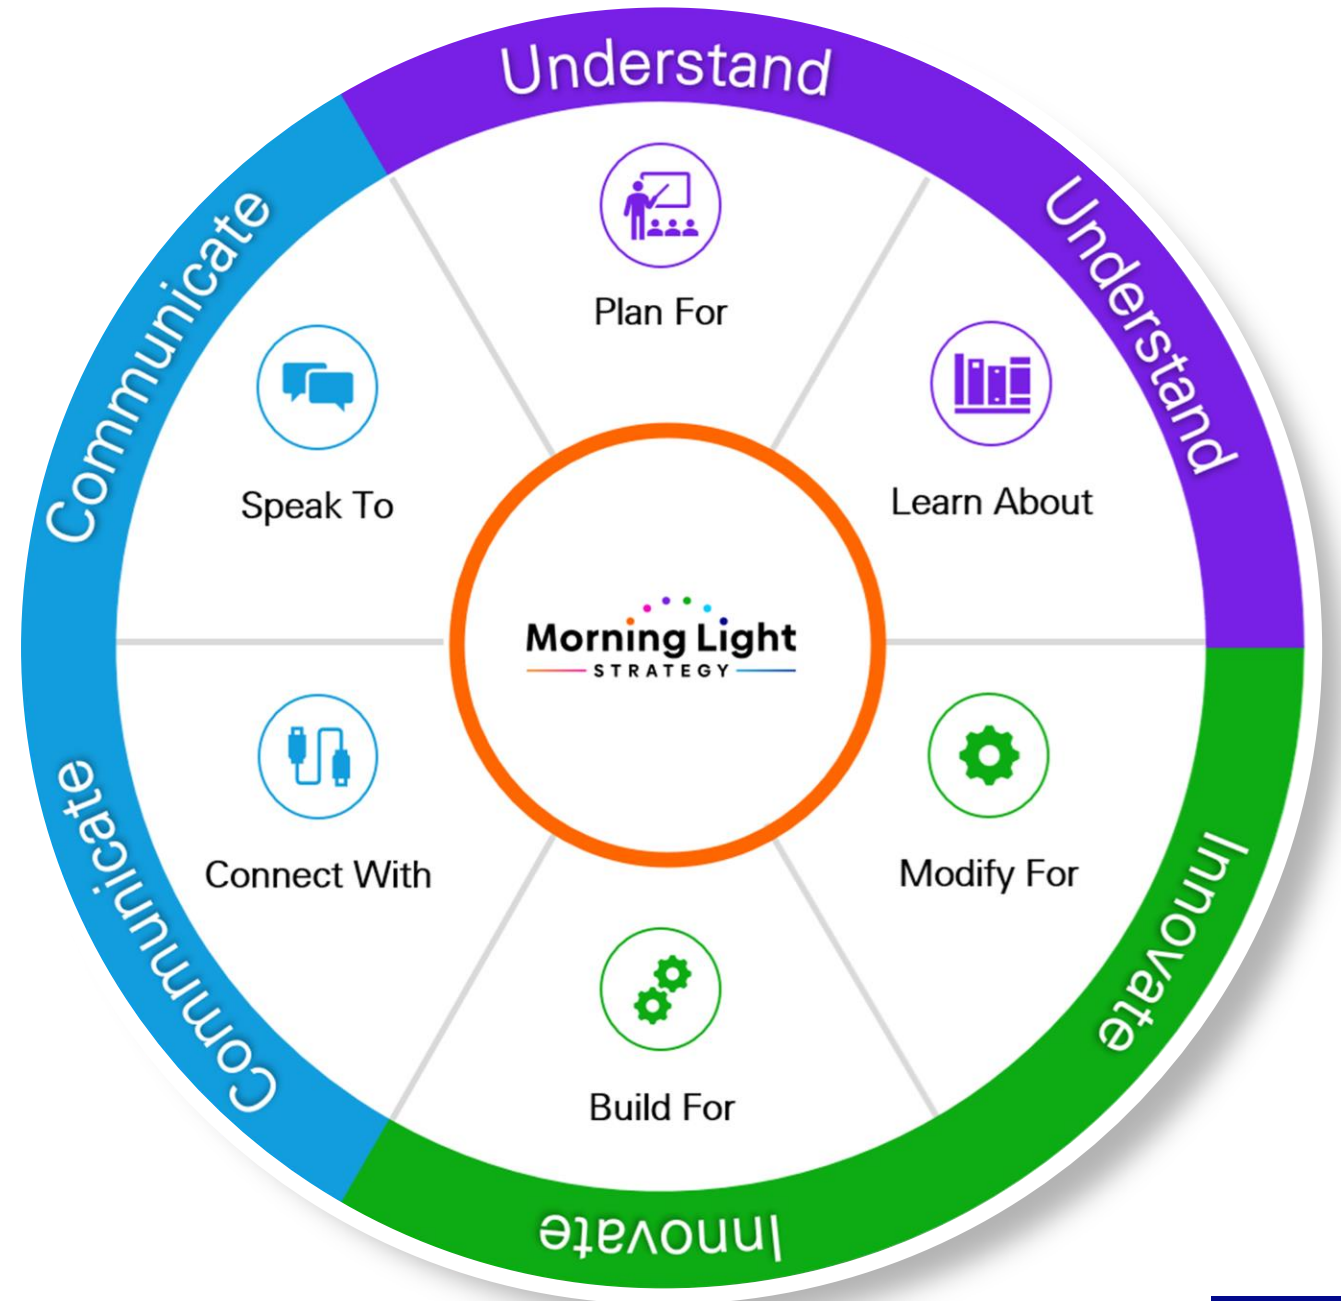 Understand
Understand
Communicate
Plan For
Learn About
Speak To
Morning Light
STRATEGY
Connect With
Modify For
Build For
Communicate
Innovate
Innovate